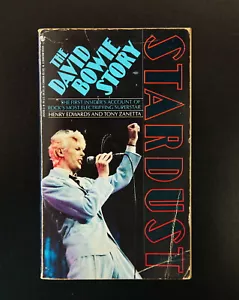 THE
DAVID
BOWIE
STORY
STARDUST
THE FIRST INSIDER'S ACCOUNT OF
ROCK'S MOST ELECTRIFYING SUPERSTAR
HENRY EDWARDS AND TONY ZANETTA